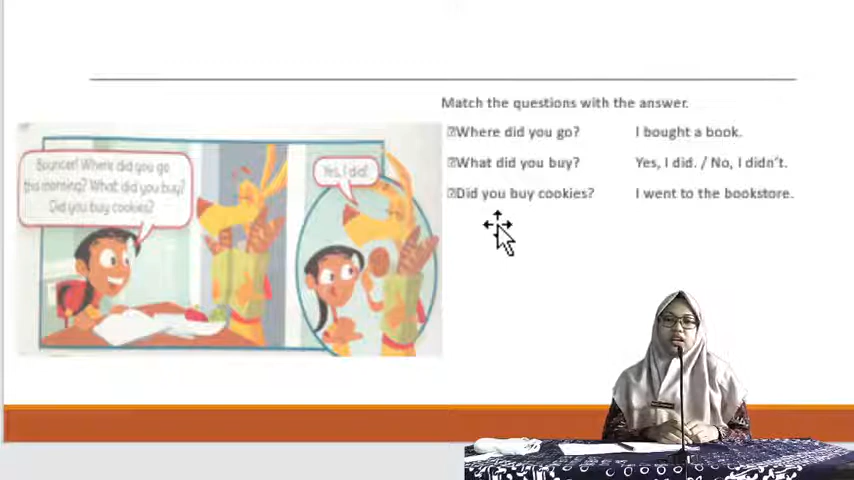 Match the questions with the answer.
Where did you go? I bought a book.
What did you buy? Yes, I did. / No, I didn't.
Did you buy cookies? I went to the bookstore.
Bouncer! Where did you go
this morning? What did you buy?
Did you buy cookies?
Yes, I did!